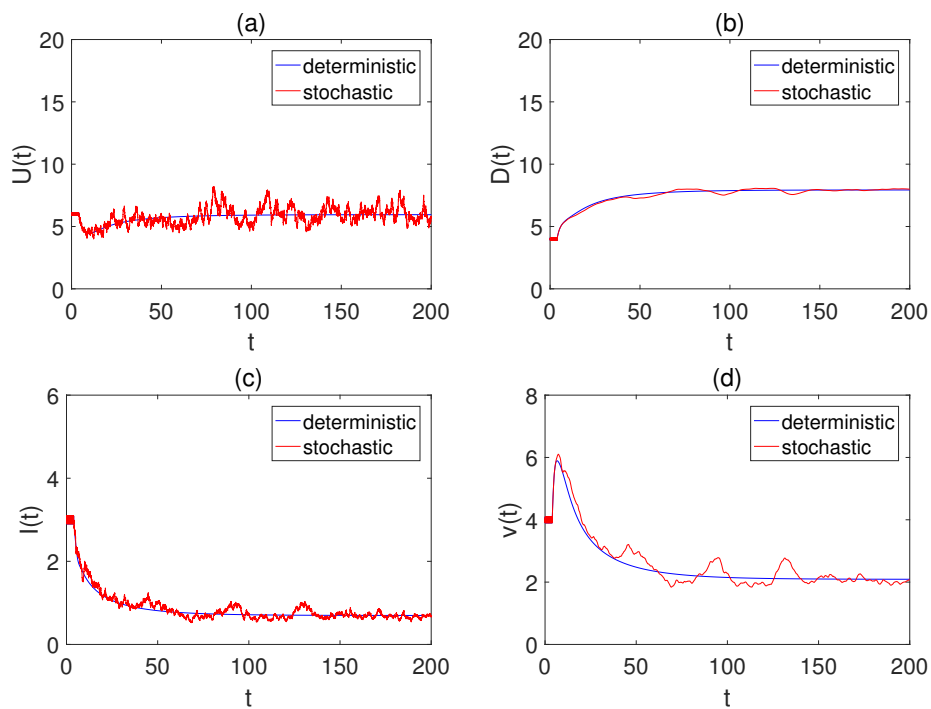 (a)
20
15
10
5
0
U(t)
deterministic
stochastic
0 50 100 150 200
t
(b)
20
15
10
5
0
D(t)
deterministic
stochastic
0 50 100 150 200
t
(c)
6
4
2
0
I(t)
deterministic
stochastic
0 50 100 150 200
t
(d)
8
6
4
2
0
v(t)
deterministic
stochastic
0 50 100 150 200
t